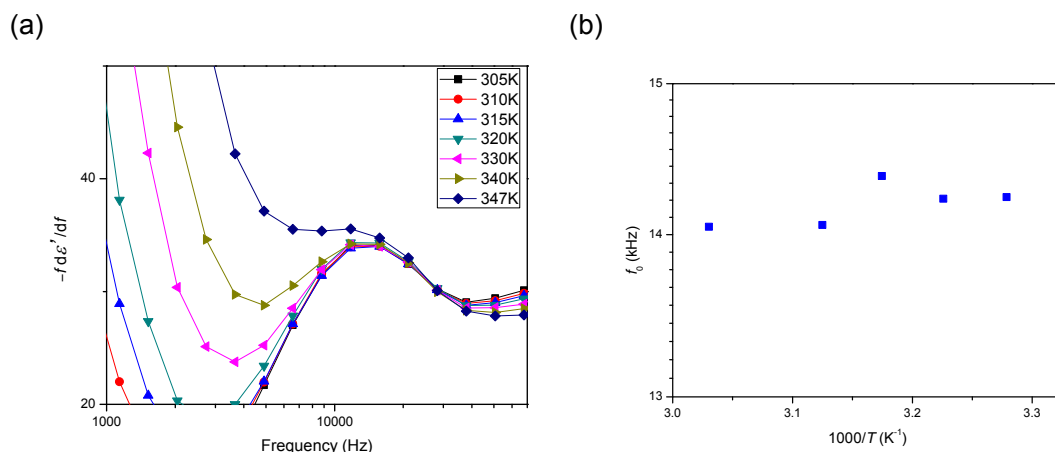 (a)
(b)
−f dε'/df
40
20
1000
10000
Frequency (Hz)
305K
310K
315K
320K
330K
340K
347K
f₀ (kHz)
15
14
13
3.0
3.1
3.2
3.3
1000/T (K⁻¹)